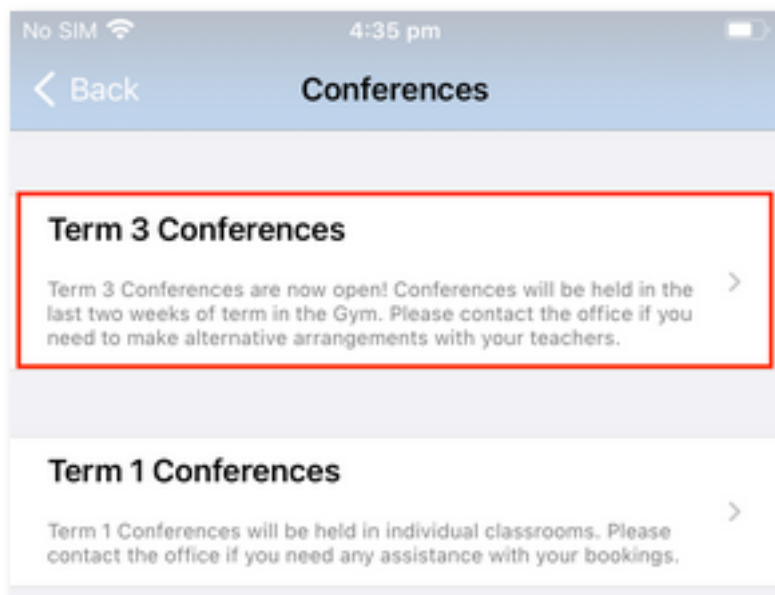 No SIM 4:35 pm
Back Conferences
Term 3 Conferences
Term 3 Conferences are now open! Conferences will be held in the
last two weeks of term in the Gym. Please contact the office if you
need to make alternative arrangements with your teachers.
Term 1 Conferences
Term 1 Conferences will be held in individual classrooms. Please
contact the office if you need any assistance with your bookings.